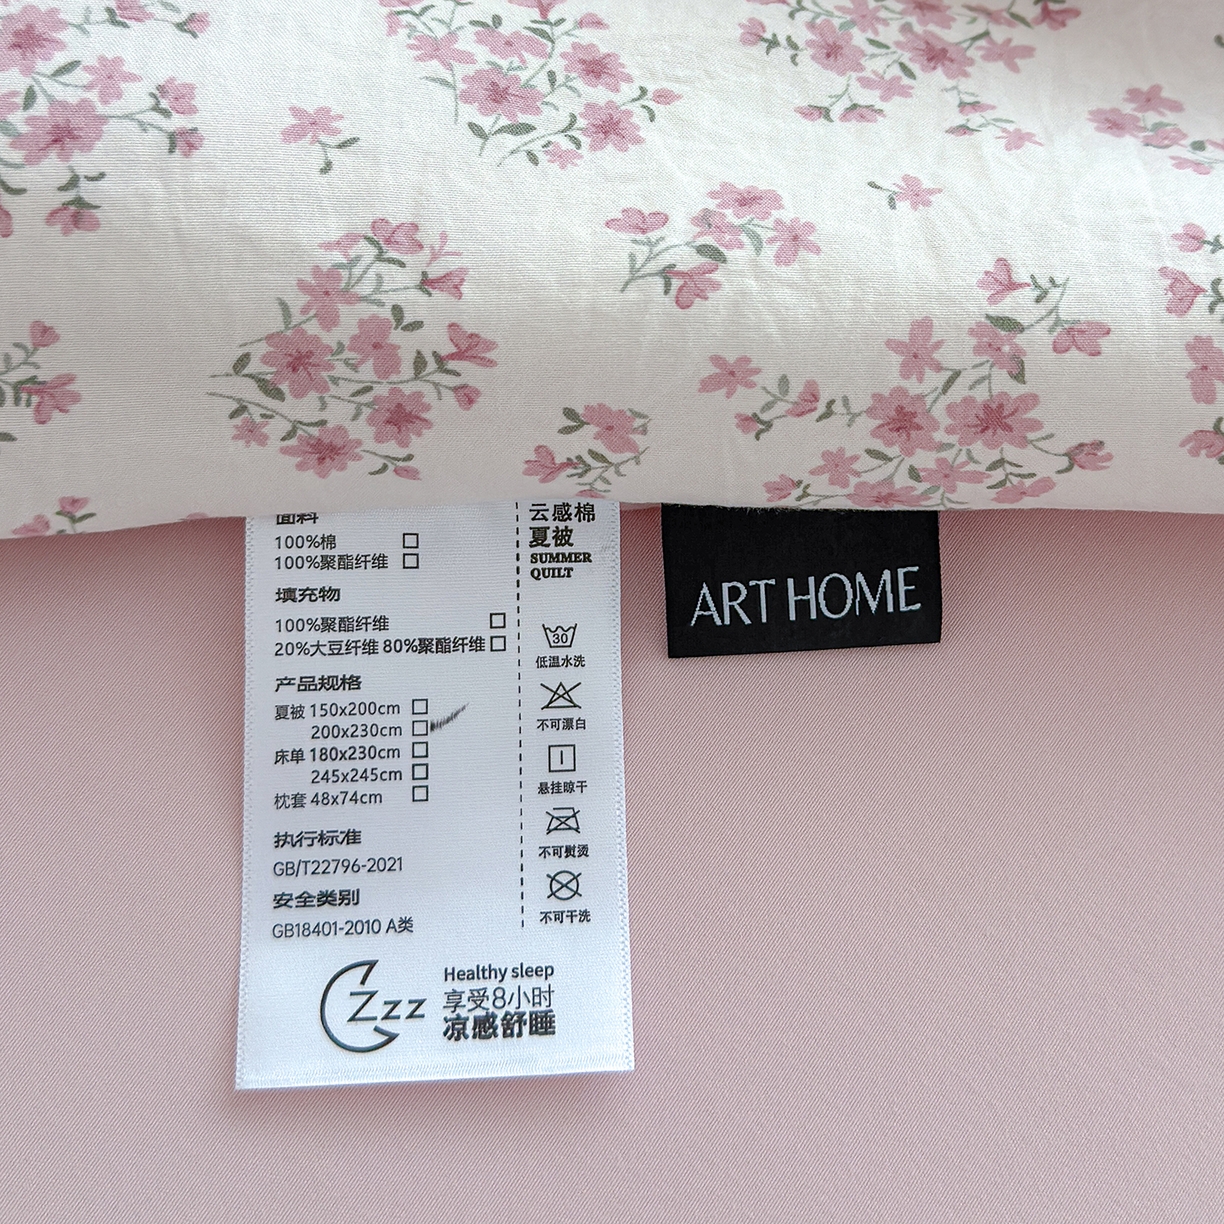 面料
100%棉 □
100%聚酯纤维 □
填充物
100%聚酯纤维 □
20%大豆纤维 80%聚酯纤维 □
产品规格
夏被 150x200cm □
200x230cm □
床单 180x230cm □
245x245cm □
枕套 48x74cm □
执行标准
GB/T22796-2021
安全类别
GB18401-2010 A类
云感棉
夏被
SUMMER
QUILT
30
低温水洗
不可漂白
悬挂晾干
不可熨烫
不可干洗
Zzz
Healthy sleep
享受8小时
凉感舒睡
ART HOME